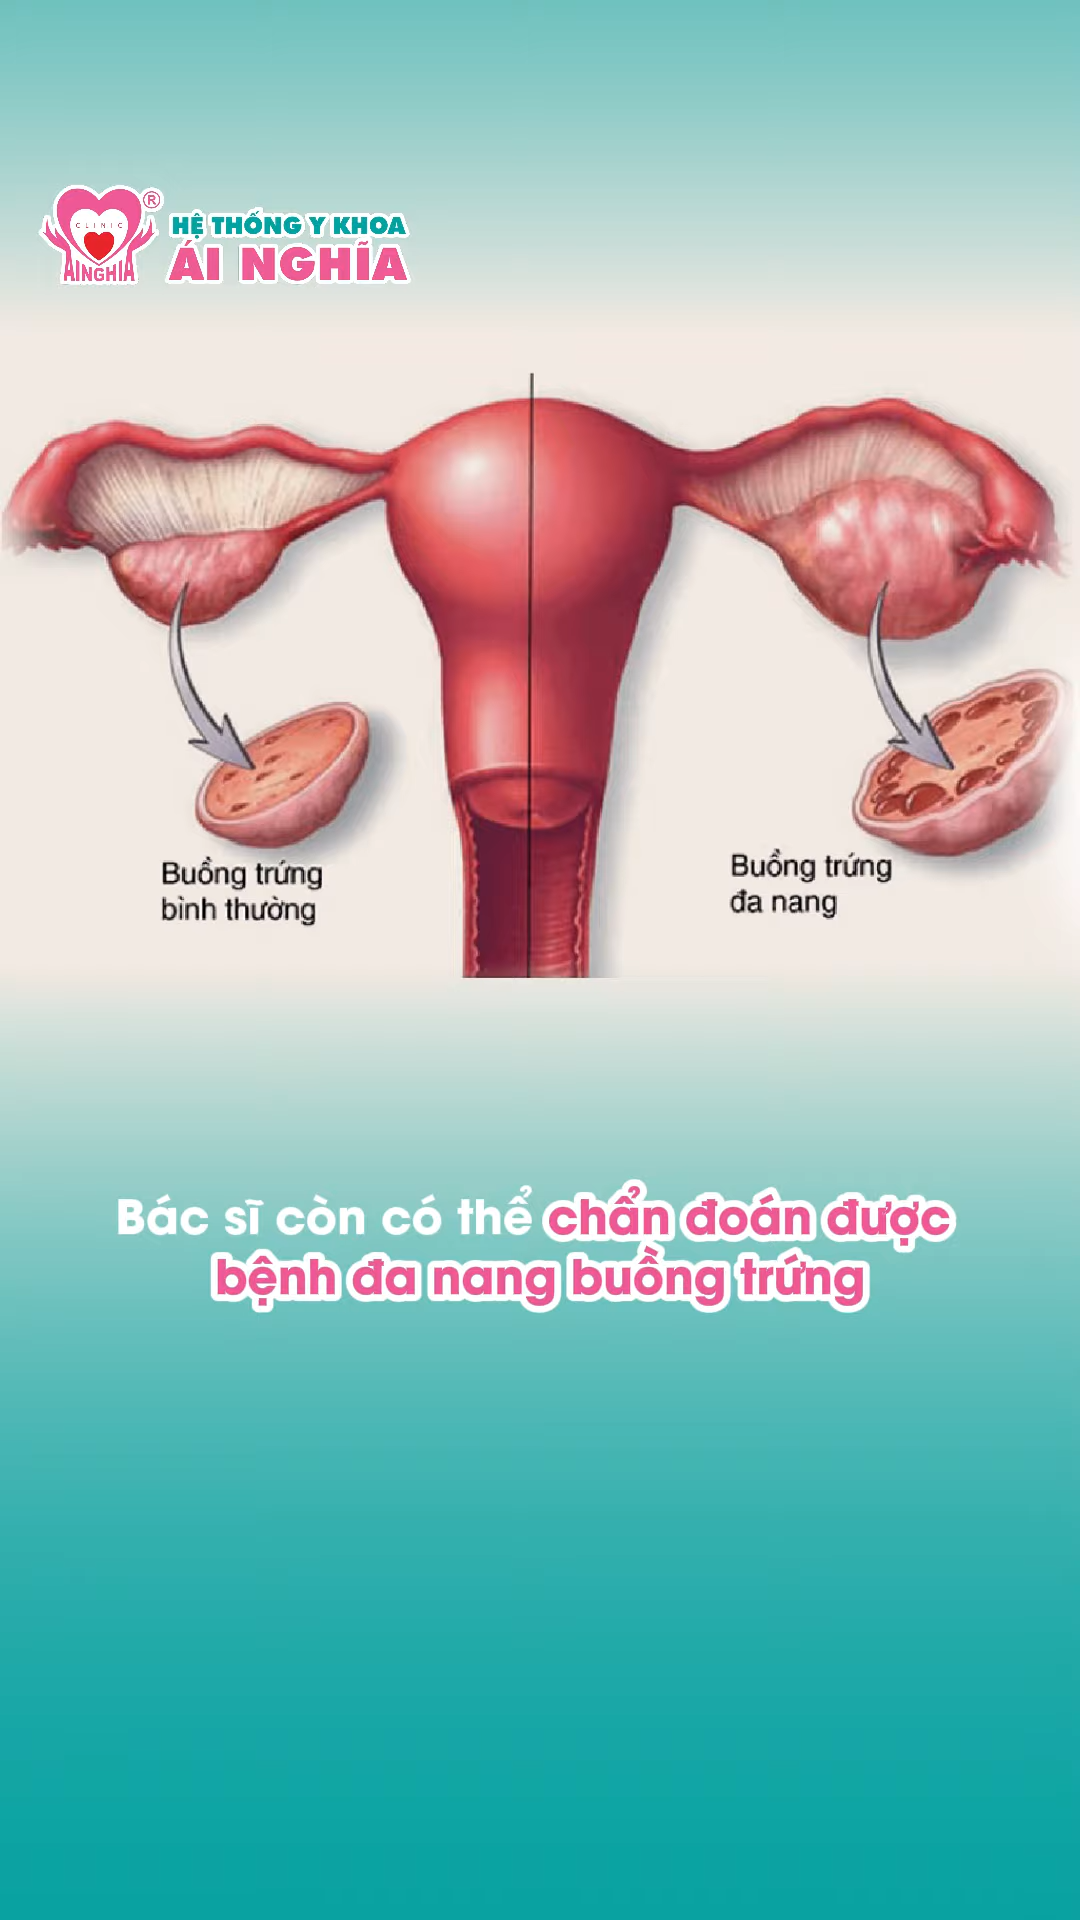 CLINIC
AINGHIA
®
HỆ THỐNG Y KHOA
ÁI NGHĨA
Buồng trứng
bình thường
Buồng trứng
đa nang
Bác sĩ còn có thể chẩn đoán được
bệnh đa nang buồng trứng